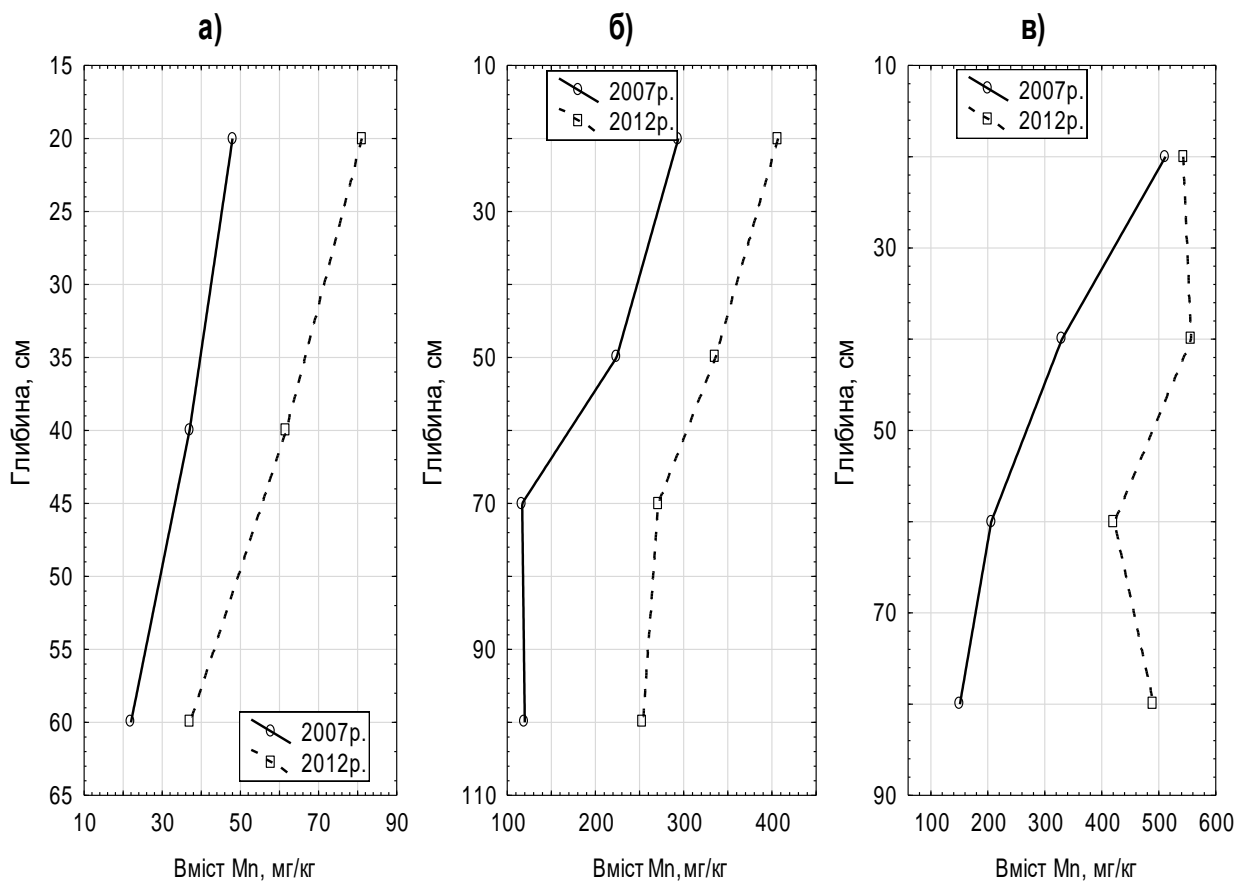 а)
15
20
25
30
35
40
45
50
55
60
65
Глибина, см
2007р.
2012р.
10 30 50 70 90
Вміст Mn, мг/кг
б)
10
30
50
70
90
110
Глибина, см
2007р.
2012р.
100 200 300 400
Вміст Mn, мг/кг
в)
10
30
50
70
90
Глибина, см
2007р.
2012р.
100 200 300 400 500 600
Вміст Mn, мг/кг